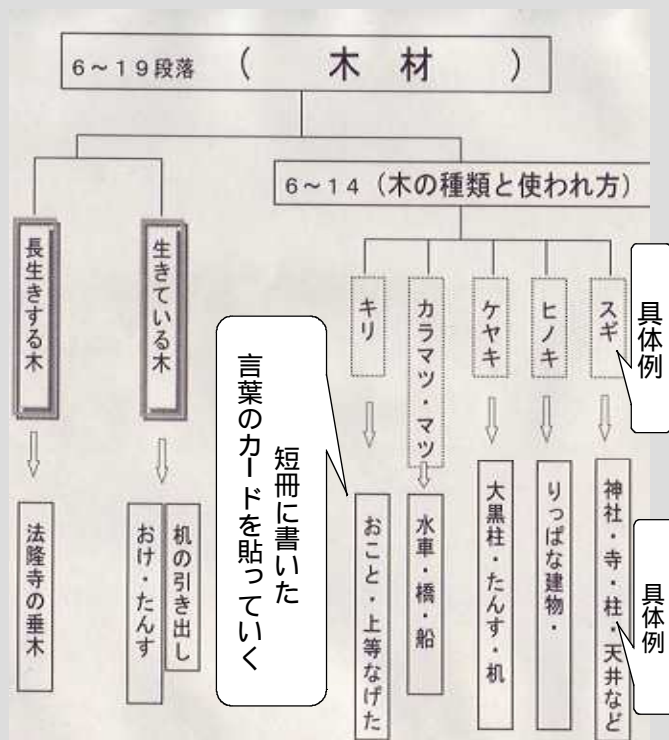 6~19段落 （ 木 材 ）
6~14（木の種類と使われ方）
具体例
スギ
ヒノキ
ケヤキ
カラマツ・マツ
キリ
生きている木
長生きする木
短冊に書いた
言葉のカードを貼っていく
具体例
神社・寺・柱・天井など
りっぱな建物・
大黒柱・たんす・机
水車・橋・船
おこと・上等なげた
机の引き出し
おけ・たんす
法隆寺の垂木